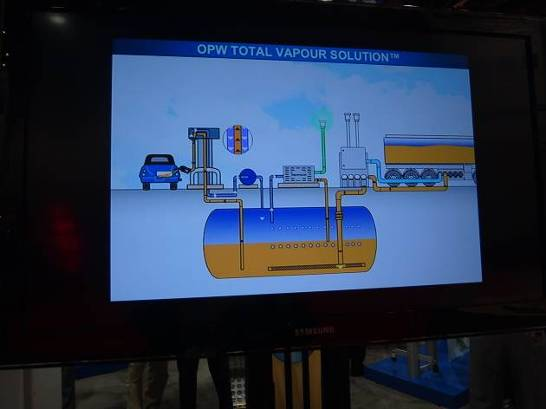 OPW TOTAL VAPOUR SOLUTION™
SAMSUNG